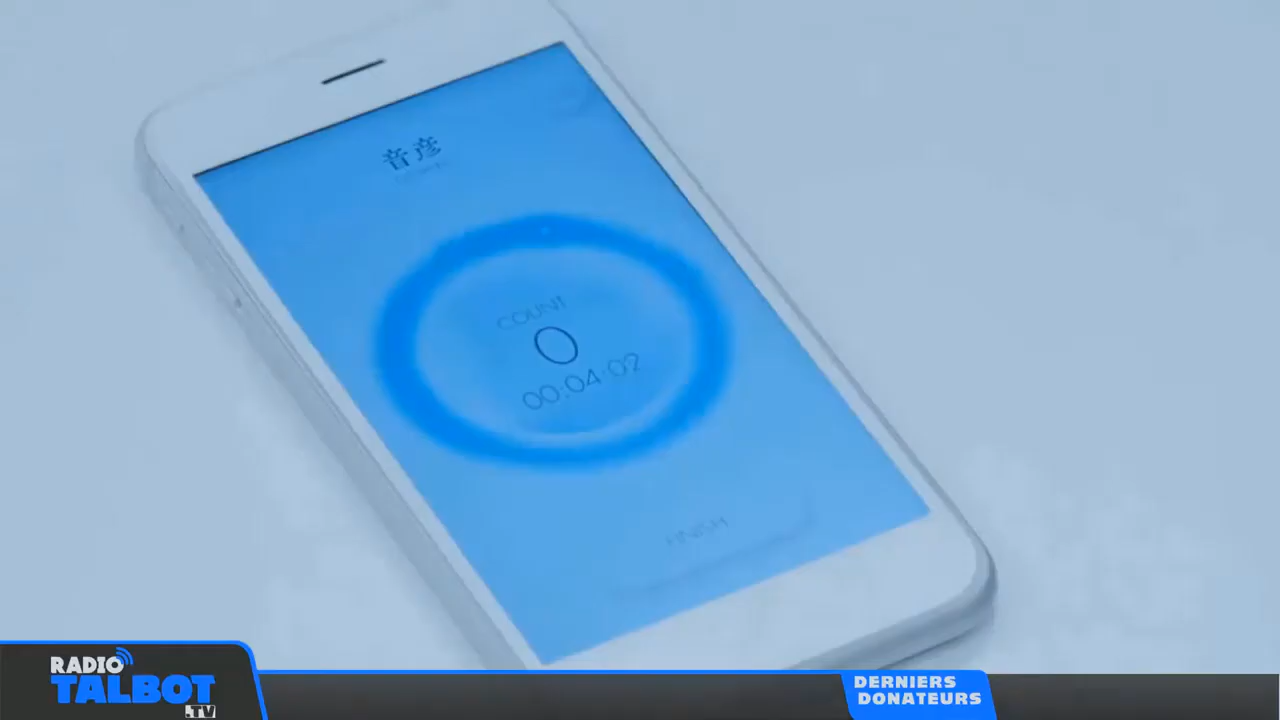 音彦
COUNT
0
00:04:02
FINISH
RADIO
TALBOT
.TV
DERNIERS
DONATEURS